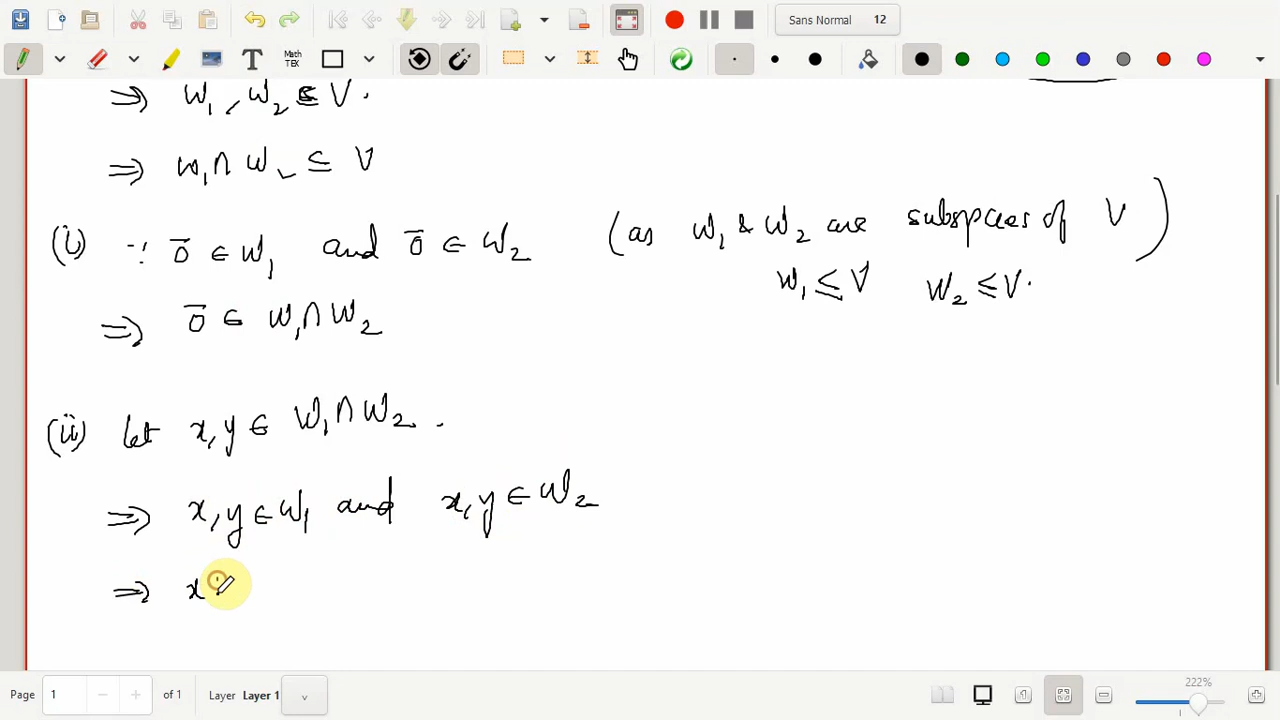 Sans Normal 12
T Math TEX
⇒ W₁, W₂ ⊆ V.
⇒ W₁∩W₂ ⊆ V
(i) ∵ 0̅ ∈ W₁ and 0̅ ∈ W₂ (as W₁ & W₂ are subspaces of V)
W₁ ≤ V W₂ ≤ V.
⇒ 0̅ ∈ W₁∩W₂
(ii) let x, y ∈ W₁∩W₂.
⇒ x, y ∈ W₁ and x, y ∈ W₂
⇒ x
Page 1 of 1 Layer Layer 1 222%